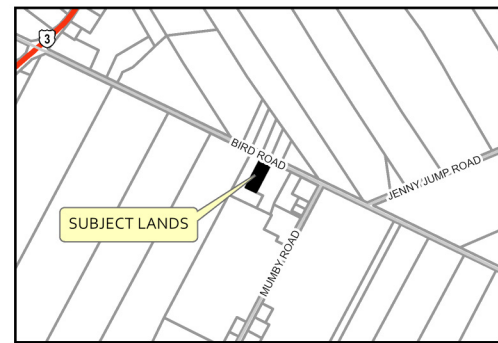 3
BIRD ROAD
JENNY JUMP ROAD
SUBJECT LANDS
MUMBY ROAD